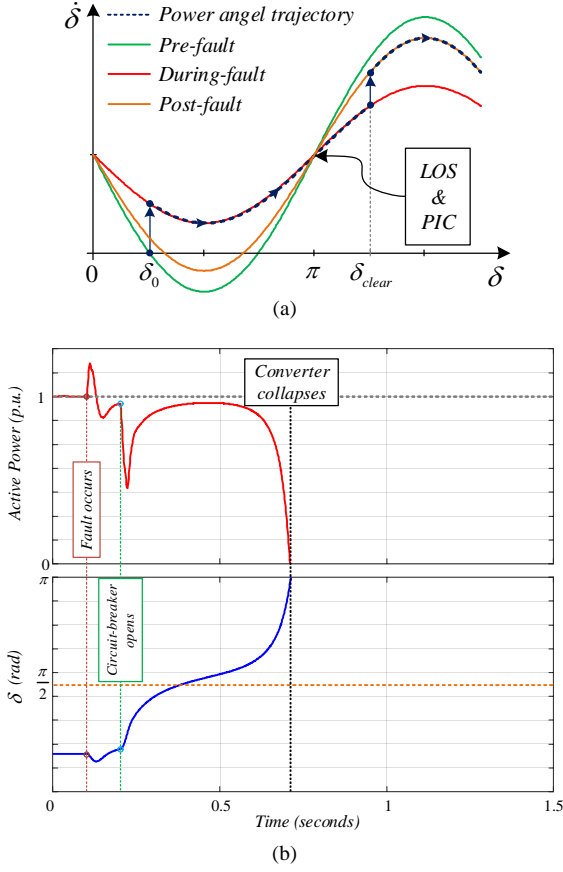 δ̇
Power angel trajectory
Pre-fault
During-fault
Post-fault
LOS
&
PIC
0
δ₀
π
δ_clear
δ
(a)
Active Power (p.u.)
1
0
Fault occurs
Circuit-breaker
opens
Converter
collapses
δ (rad)
π
π/2
0
0.5
1
1.5
Time (seconds)
(b)